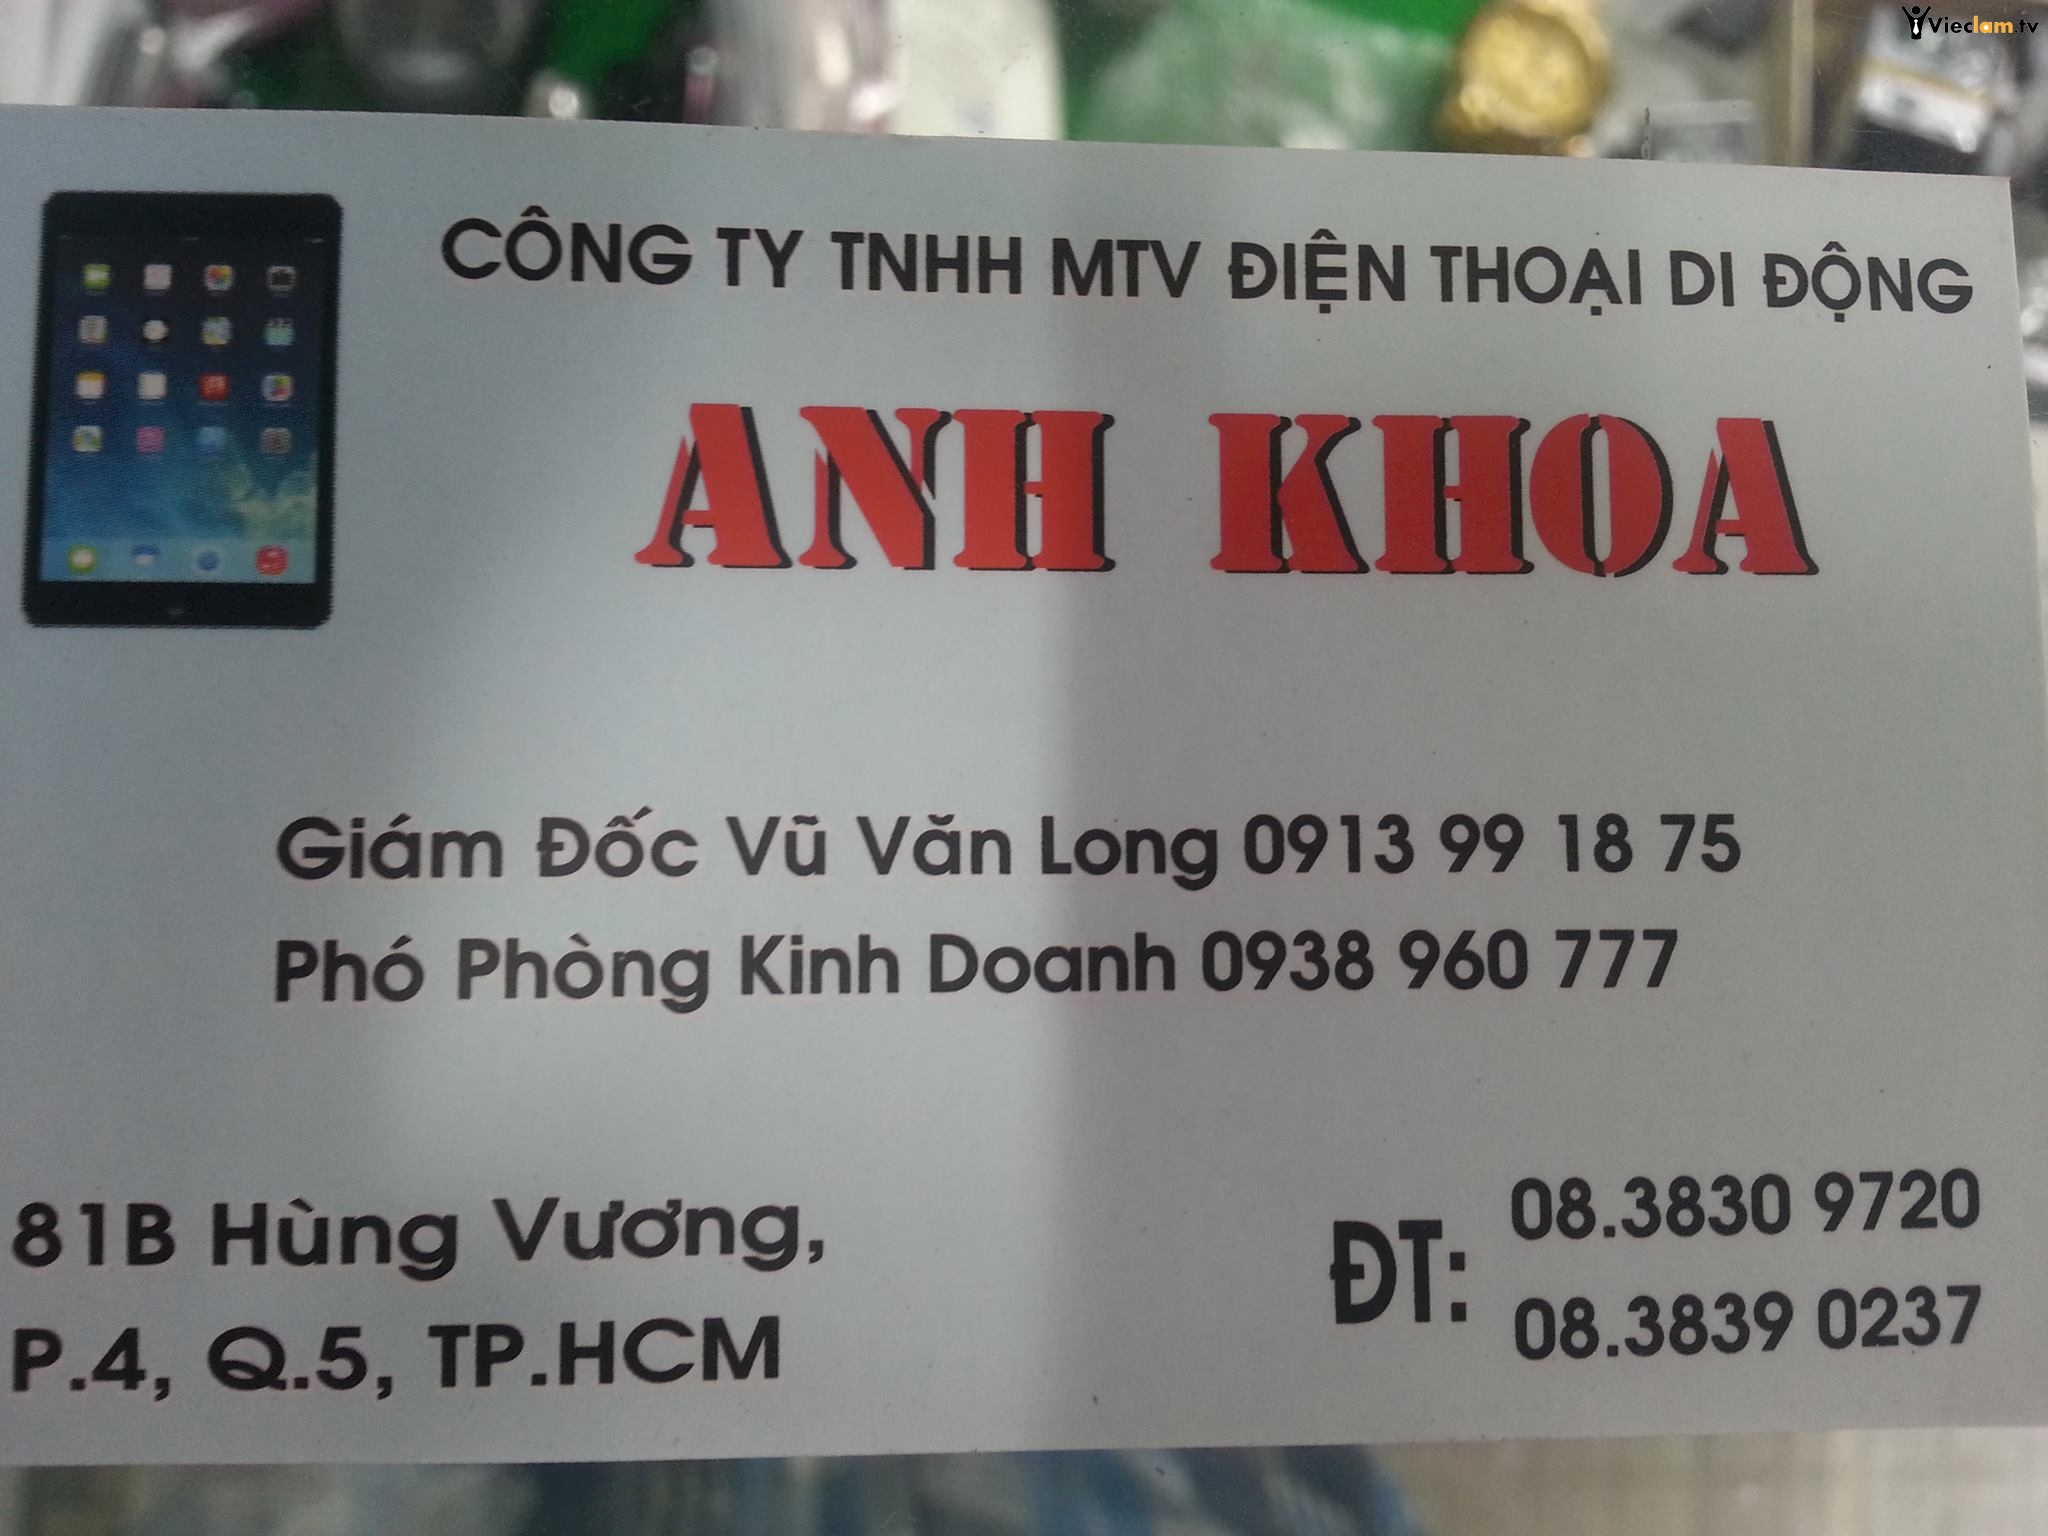 Vieclam.tv
CÔNG TY TNHH MTV ĐIỆN THOẠI DI ĐỘNG
ANH KHOA
Giám Đốc Vũ Văn Long 0913 99 18 75
Phó Phòng Kinh Doanh 0938 960 777
81B Hùng Vương,
P.4, Q.5, TP.HCM
ĐT:
08.3830 9720
08.3839 0237